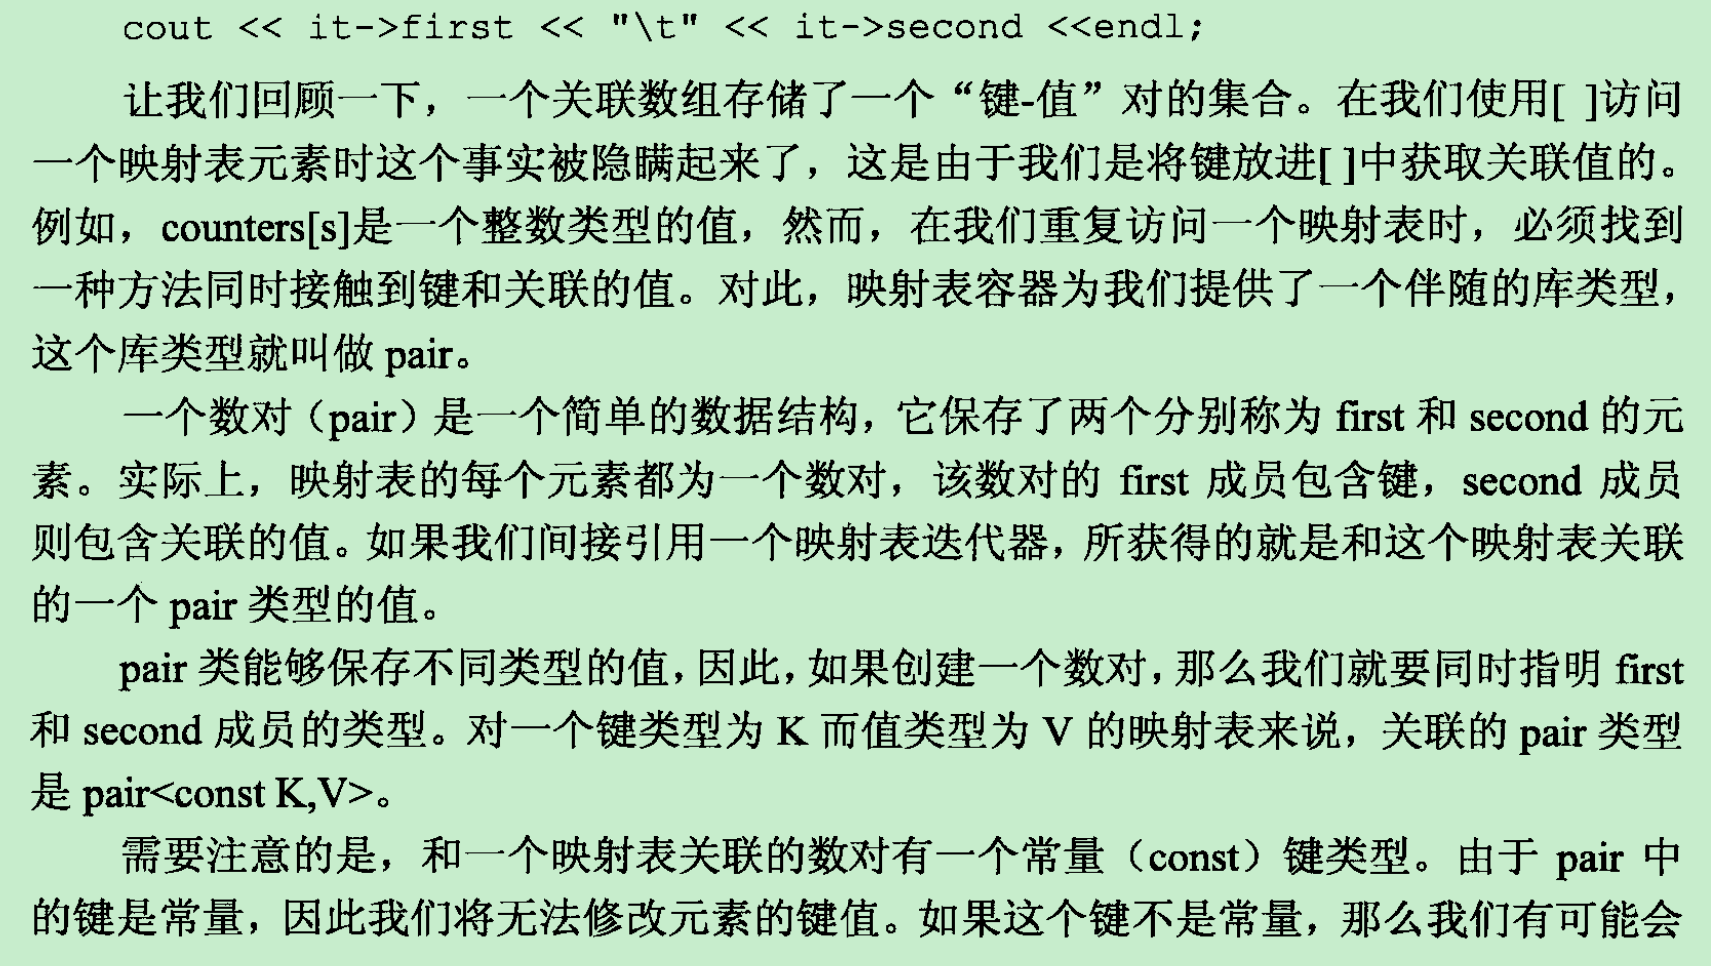 cout << it->first << "\t" << it->second <<endl;
让我们回顾一下，一个关联数组存储了一个“键-值”对的集合。在我们使用[ ]访问
一个映射表元素时这个事实被隐瞒起来了，这是由于我们是将键放进[ ]中获取关联值的。
例如，counters[s]是一个整数类型的值，然而，在我们重复访问一个映射表时，必须找到
一种方法同时接触到键和关联的值。对此，映射表容器为我们提供了一个伴随的库类型，
这个库类型就叫做 pair。
一个数对（pair）是一个简单的数据结构，它保存了两个分别称为 first 和 second 的元
素。实际上，映射表的每个元素都为一个数对，该数对的 first 成员包含键，second 成员
则包含关联的值。如果我们间接引用一个映射表迭代器，所获得的就是和这个映射表关联
的一个 pair 类型的值。
pair 类能够保存不同类型的值，因此，如果创建一个数对，那么我们就要同时指明 first
和 second 成员的类型。对一个键类型为 K 而值类型为 V 的映射表来说，关联的 pair 类型
是 pair<const K,V>。
需要注意的是，和一个映射表关联的数对有一个常量（const）键类型。由于 pair 中
的键是常量，因此我们将无法修改元素的键值。如果这个键不是常量，那么我们有可能会